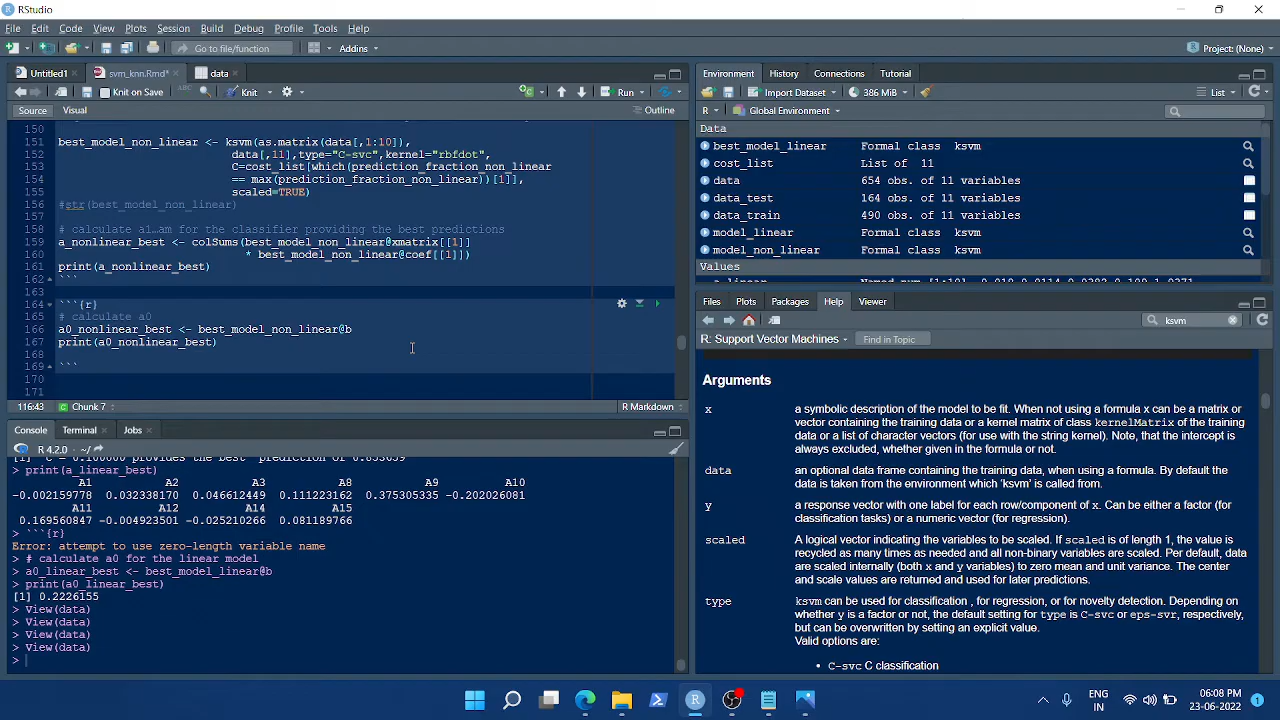 RStudio
File Edit Code View Plots Session Build Debug Profile Tools Help
Go to file/function Addins Project: (None)
Untitled1 svm_knn.Rmd* data
Knit on Save Knit Run
Source Visual Outline
150
151 best_model_non_linear <- ksvm(as.matrix(data[,1:10]),
152 data[,11],type="C-svc",kernel="rbfdot",
153 C=cost_list[which(prediction_fraction_non_linear
154 == max(prediction_fraction_non_linear))[1]],
155 scaled=TRUE)
156 #str(best_model_non_linear)
157
158 # calculate a1…am for the classifier providing the best predictions
159 a_nonlinear_best <- colSums(best_model_non_linear@xmatrix[[1]]
160 * best_model_non_linear@coef[[1]])
161 print(a_nonlinear_best)
162 ```
163
164 ```{r}
165 # calculate a0
166 a0_nonlinear_best <- best_model_non_linear@b
167 print(a0_nonlinear_best)
168
169 ```
170
171
116:43 Chunk 7 R Markdown
Console Terminal Jobs
R 4.2.0 · ~/
[1] "C = 0.100000 provides the best prediction of 0.853659"
> print(a_linear_best)
A1 A2 A3 A8 A9 A10
-0.002159778 0.032338170 0.046612449 0.111223162 0.375305335 -0.202026081
A11 A12 A14 A15
0.169560847 -0.004923501 -0.025210266 0.081189766
> ```{r}
Error: attempt to use zero-length variable name
> # calculate a0 for the linear model
> a0_linear_best <- best_model_linear@b
> print(a0_linear_best)
[1] 0.2226155
> View(data)
> View(data)
> View(data)
> View(data)
>
Environment History Connections Tutorial
Import Dataset 386 MiB List
R Global Environment
Data
best_model_linear Formal class ksvm
cost_list List of 11
data 654 obs. of 11 variables
data_test 164 obs. of 11 variables
data_train 490 obs. of 11 variables
model_linear Formal class ksvm
model_non_linear Formal class ksvm
Values
Files Plots Packages Help Viewer
ksvm
R: Support Vector Machines Find in Topic
Arguments
x a symbolic description of the model to be fit. When not using a formula x can be a matrix or
vector containing the training data or a kernel matrix of class kernelMatrix of the training
data or a list of character vectors (for use with the string kernel). Note, that the intercept is
always excluded, whether given in the formula or not.
data an optional data frame containing the training data, when using a formula. By default the
data is taken from the environment which 'ksvm' is called from.
y a response vector with one label for each row/component of x. Can be either a factor (for
classification tasks) or a numeric vector (for regression).
scaled A logical vector indicating the variables to be scaled. If scaled is of length 1, the value is
recycled as many times as needed and all non-binary variables are scaled. Per default, data
are scaled internally (both x and y variables) to zero mean and unit variance. The center
and scale values are returned and used for later predictions.
type ksvm can be used for classification , for regression, or for novelty detection. Depending on
whether y is a factor or not, the default setting for type is C-svc or eps-svr, respectively,
but can be overwritten by setting an explicit value.
Valid options are:
• C-svc C classification
ENG
IN
06:08 PM
23-06-2022
1